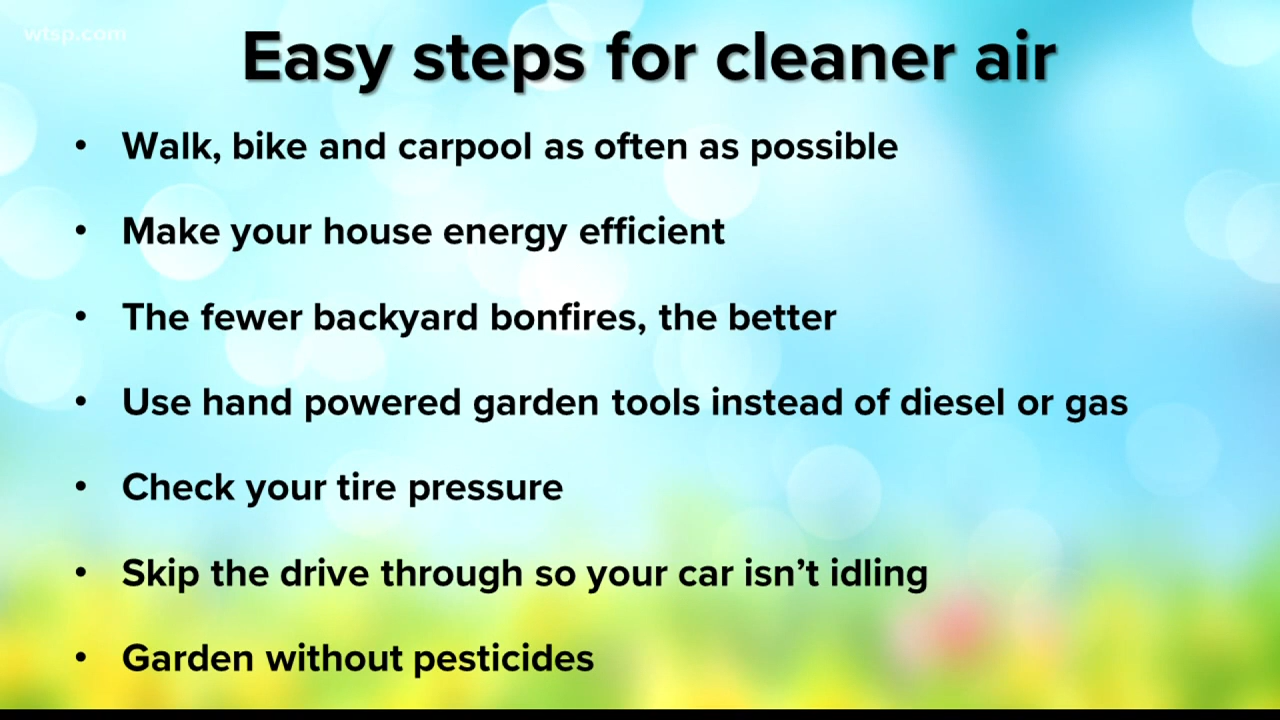 wtsp.com
Easy steps for cleaner air
• Walk, bike and carpool as often as possible
• Make your house energy efficient
• The fewer backyard bonfires, the better
• Use hand powered garden tools instead of diesel or gas
• Check your tire pressure
• Skip the drive through so your car isn’t idling
• Garden without pesticides